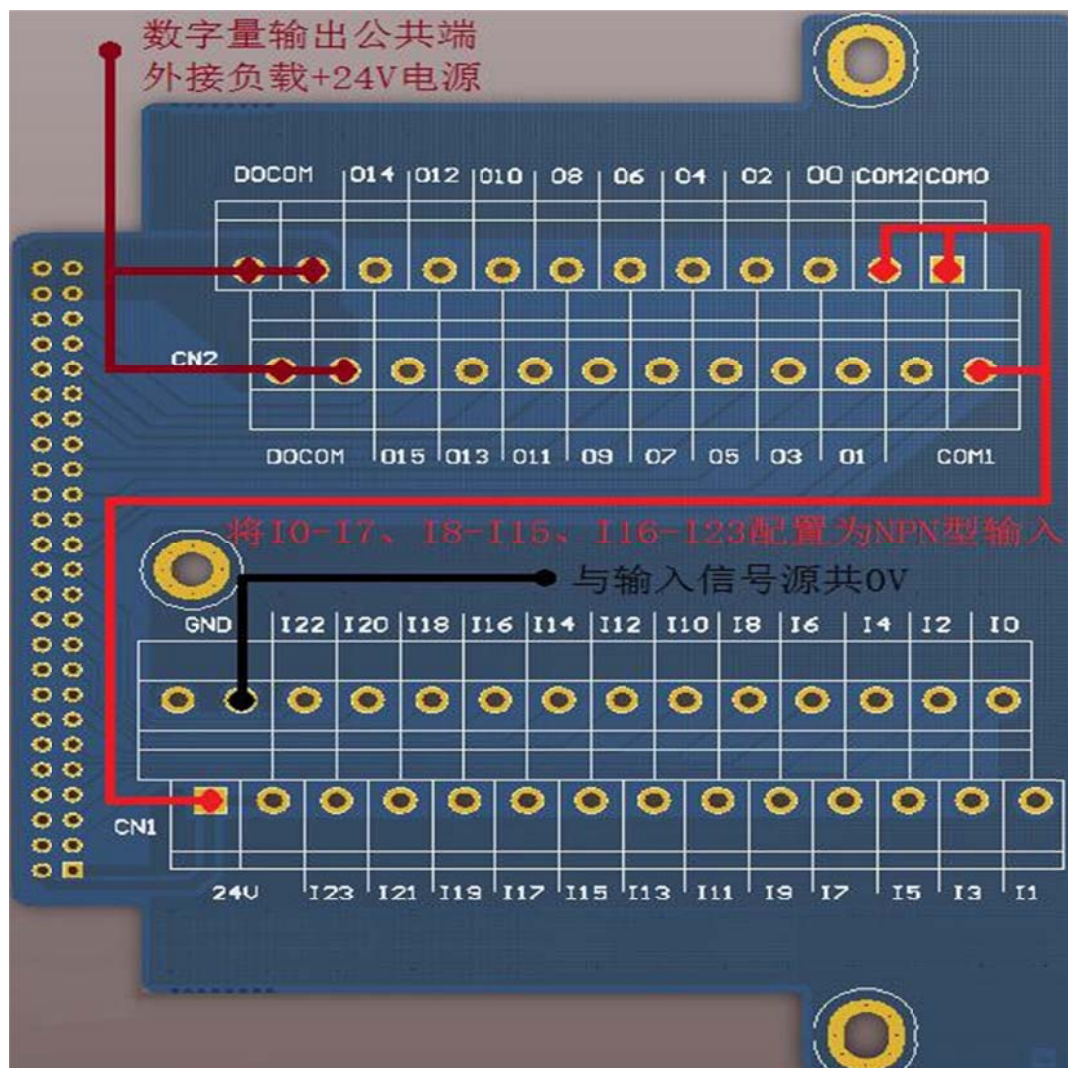 数字量输出公共端
外接负载+24V电源
DOCOM O14 O12 O10 O8 O6 O4 O2 O0 COM2 COM0
CN2
DOCOM O15 O13 O11 O9 O7 O5 O3 O1 COM1
将I0-I7、I8-I15、I16-I23配置为NPN型输入
与输入信号源共0V
GND I22 I20 I18 I16 I14 I12 I10 I8 I6 I4 I2 I0
CN1
24V I23 I21 I19 I17 I15 I13 I11 I9 I7 I5 I3 I1